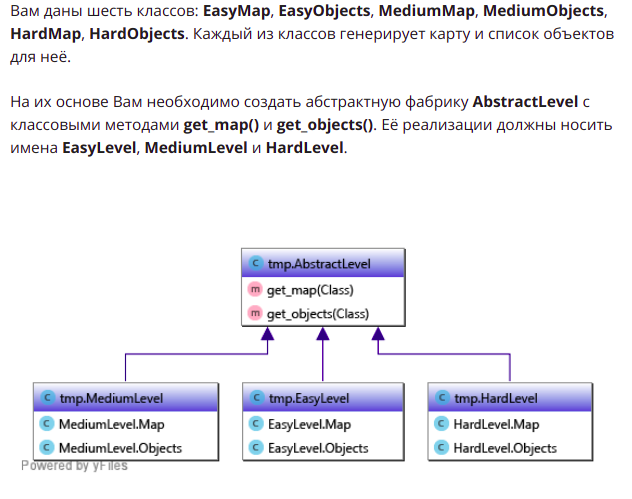 Вам даны шесть классов: EasyMap, EasyObjects, MediumMap, MediumObjects,
HardMap, HardObjects. Каждый из классов генерирует карту и список объектов
для неё.
На их основе Вам необходимо создать абстрактную фабрику AbstractLevel с
классовыми методами get_map() и get_objects(). Её реализации должны носить
имена EasyLevel, MediumLevel и HardLevel.
C tmp.AbstractLevel
m get_map(Class)
m get_objects(Class)
C tmp.MediumLevel
C MediumLevel.Map
C MediumLevel.Objects
C tmp.EasyLevel
C EasyLevel.Map
C EasyLevel.Objects
C tmp.HardLevel
C HardLevel.Map
C HardLevel.Objects
Powered by yFiles